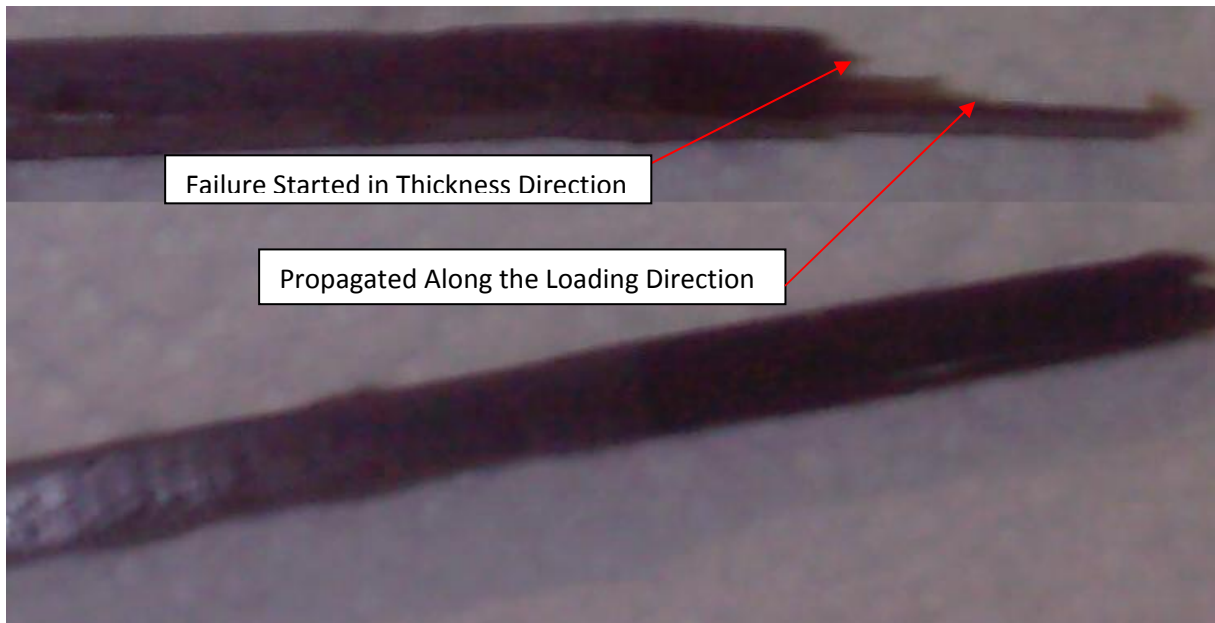 Failure Started in Thickness Direction
Propagated Along the Loading Direction